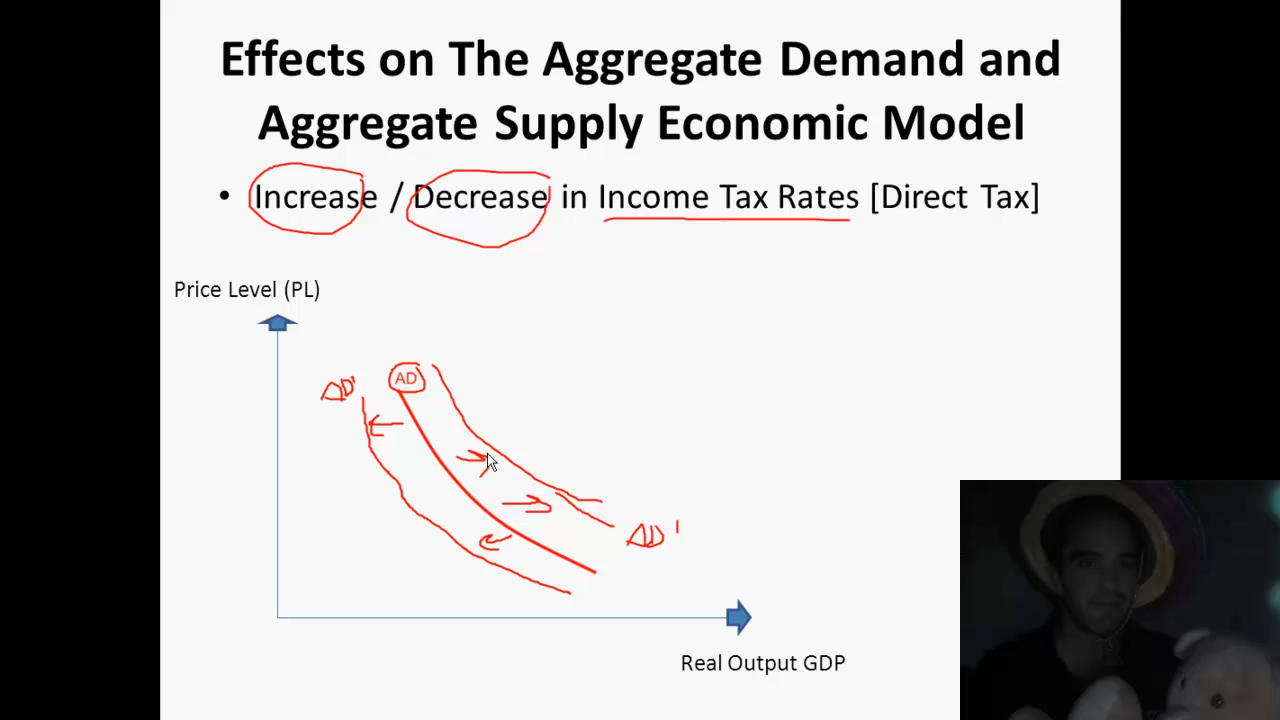 Effects on The Aggregate Demand and
Aggregate Supply Economic Model
• Increase / Decrease in Income Tax Rates [Direct Tax]
Price Level (PL)
AD
AD'
AD'
Real Output GDP